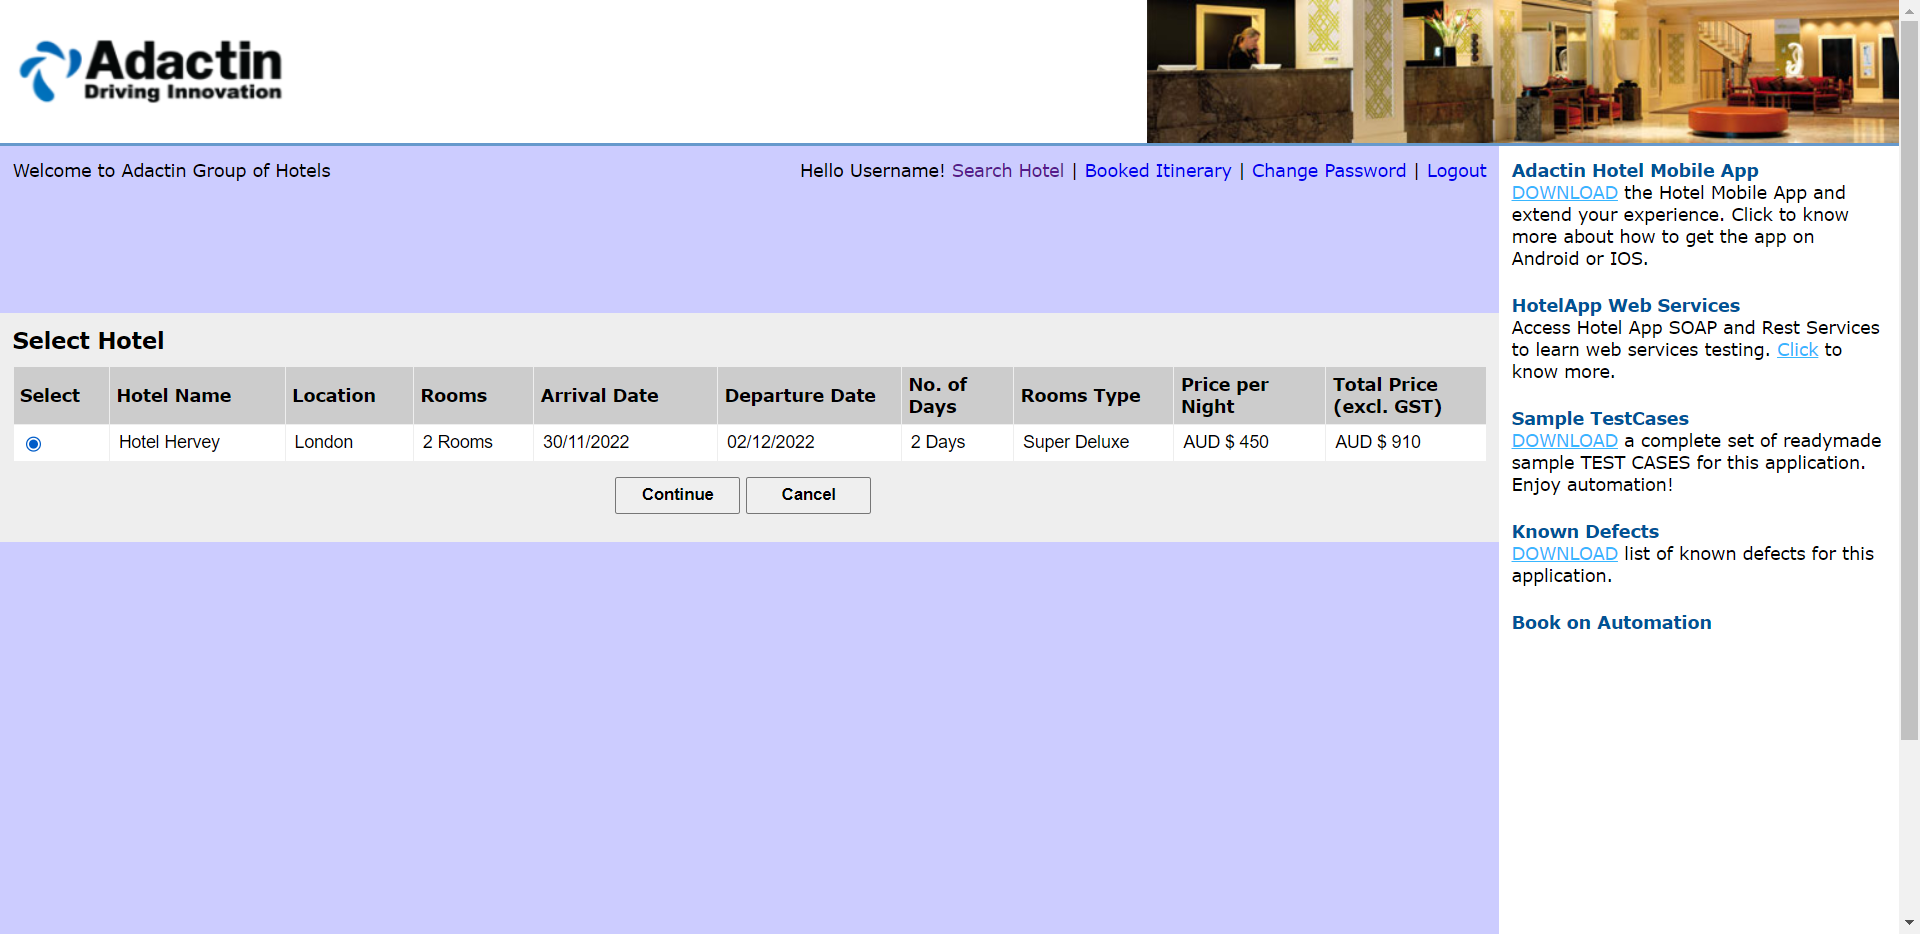 Adactin
Driving Innovation
Welcome to Adactin Group of Hotels
Hello Username! Search Hotel | Booked Itinerary | Change Password | Logout
Select Hotel
Select Hotel Name Location Rooms Arrival Date Departure Date No. of Days Rooms Type Price per Night Total Price (excl. GST)
Hotel Hervey London 2 Rooms 30/11/2022 02/12/2022 2 Days Super Deluxe AUD $ 450 AUD $ 910
Continue Cancel
Adactin Hotel Mobile App
DOWNLOAD the Hotel Mobile App and
extend your experience. Click to know
more about how to get the app on
Android or IOS.
HotelApp Web Services
Access Hotel App SOAP and Rest Services
to learn web services testing. Click to
know more.
Sample TestCases
DOWNLOAD a complete set of readymade
sample TEST CASES for this application.
Enjoy automation!
Known Defects
DOWNLOAD list of known defects for this
application.
Book on Automation